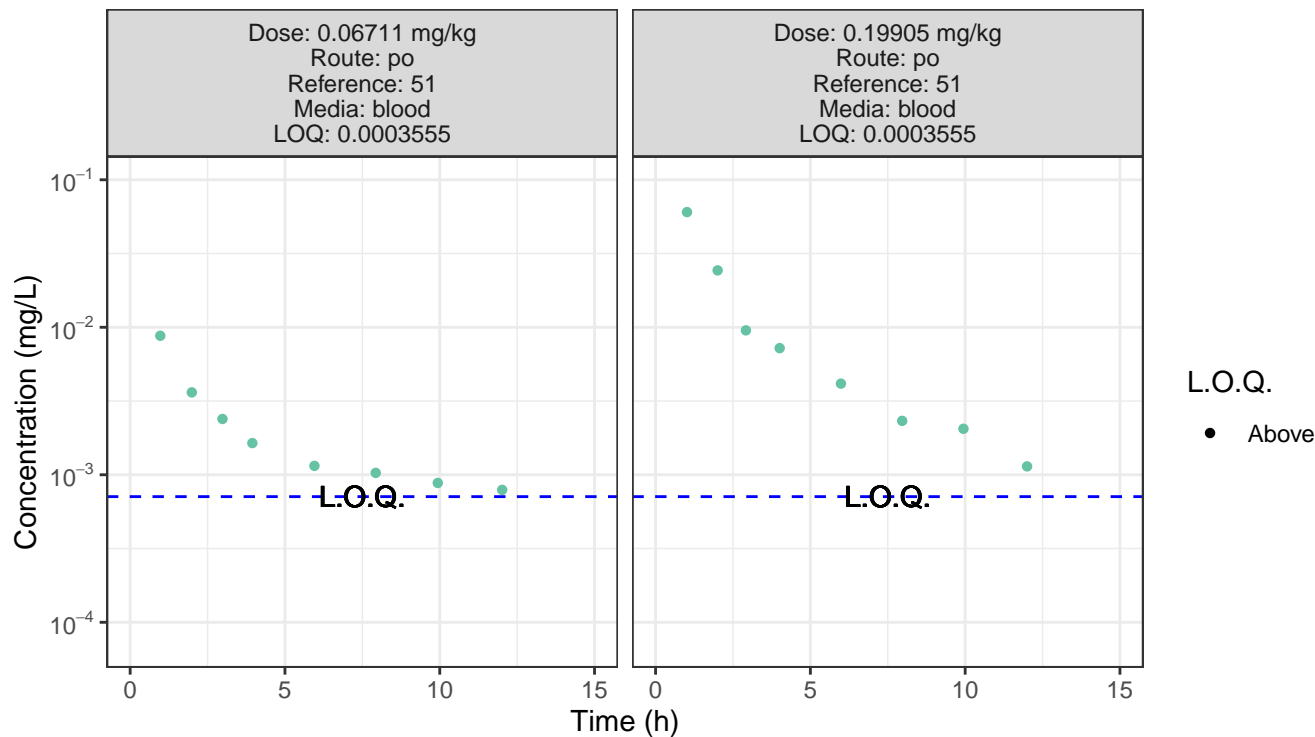 Dose: 0.06711 mg/kg
Route: po
Reference: 51
Media: blood
LOQ: 0.0003555
Dose: 0.19905 mg/kg
Route: po
Reference: 51
Media: blood
LOQ: 0.0003555
Concentration (mg/L)
10⁻¹
10⁻²
10⁻³
10⁻⁴
L.O.Q.
L.O.Q.
0 5 10 15
0 5 10 15
Time (h)
L.O.Q.
Above